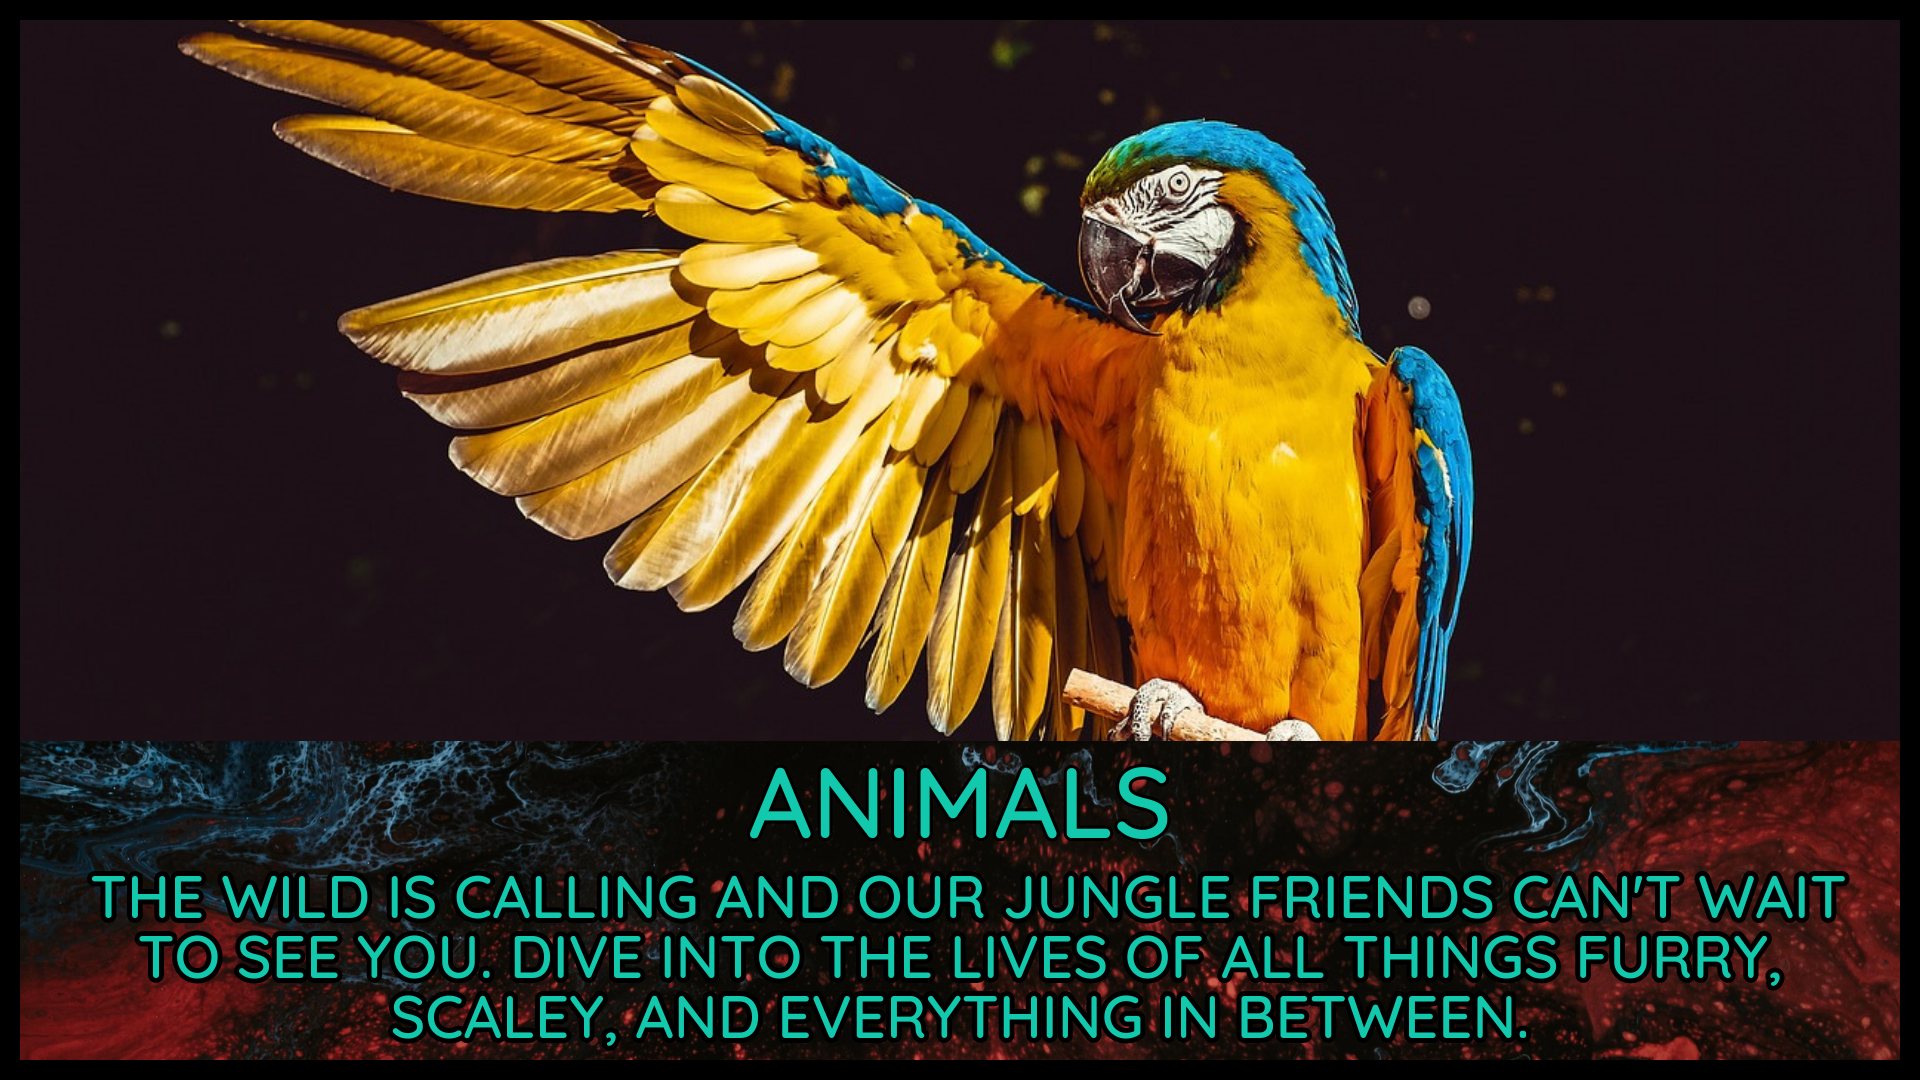 ANIMALS
THE WILD IS CALLING AND OUR JUNGLE FRIENDS CAN'T WAIT
TO SEE YOU. DIVE INTO THE LIVES OF ALL THINGS FURRY,
SCALEY, AND EVERYTHING IN BETWEEN.